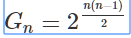 $G_n = 2^{\frac{n(n-1)}{2}}$